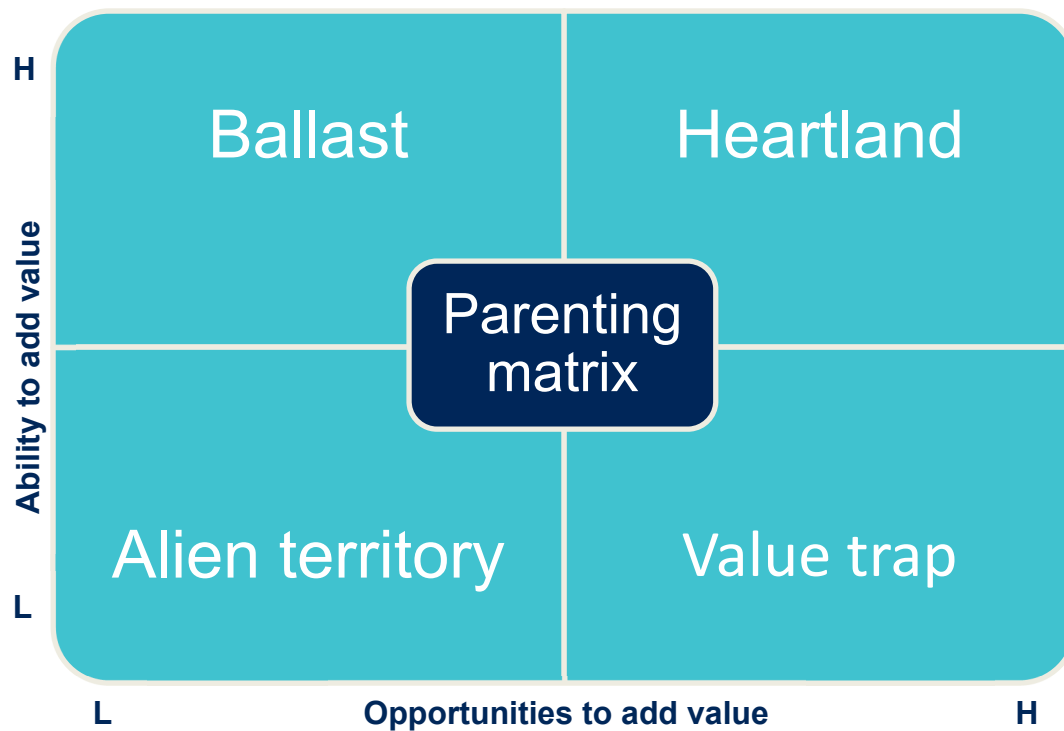 H
Ballast
Heartland
Ability to add value
Parenting
matrix
Alien territory
Value trap
L
L
Opportunities to add value
H